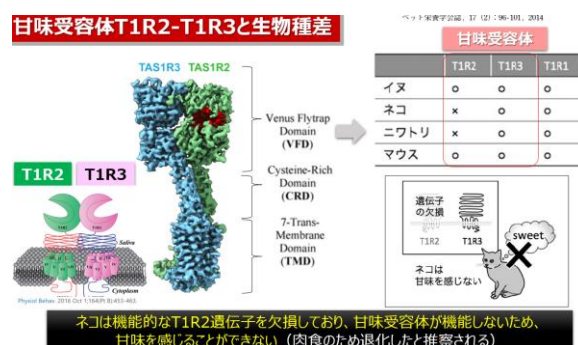 ペット栄養学会誌, 17 (2) : 96-101, 2014
甘味受容体T1R2-T1R3と生物種差
甘味受容体
TAS1R3 TAS1R2
T1R2 T1R3 T1R1
イヌ o o o
ネコ × o o
ニワトリ × o o
マウス o o o
Venus Flytrap
Domain
(VFD)
Cysteine-Rich
Domain
(CRD)
7-Trans-
Membrane
Domain
(TMD)
T1R2 T1R3
T1R2 T1R3
Saliva
Cytoplasm
Physiol Behav. 2016 Oct 1;164(Pt B):453-463.
遺伝子
の欠損
T1R2 T1R3
sweet
ネコは
甘味を感じない
ネコは機能的なT1R2遺伝子を欠損しており、甘味受容体が機能しないため、
甘味を感じることができない（肉食のため退化したと推察される）